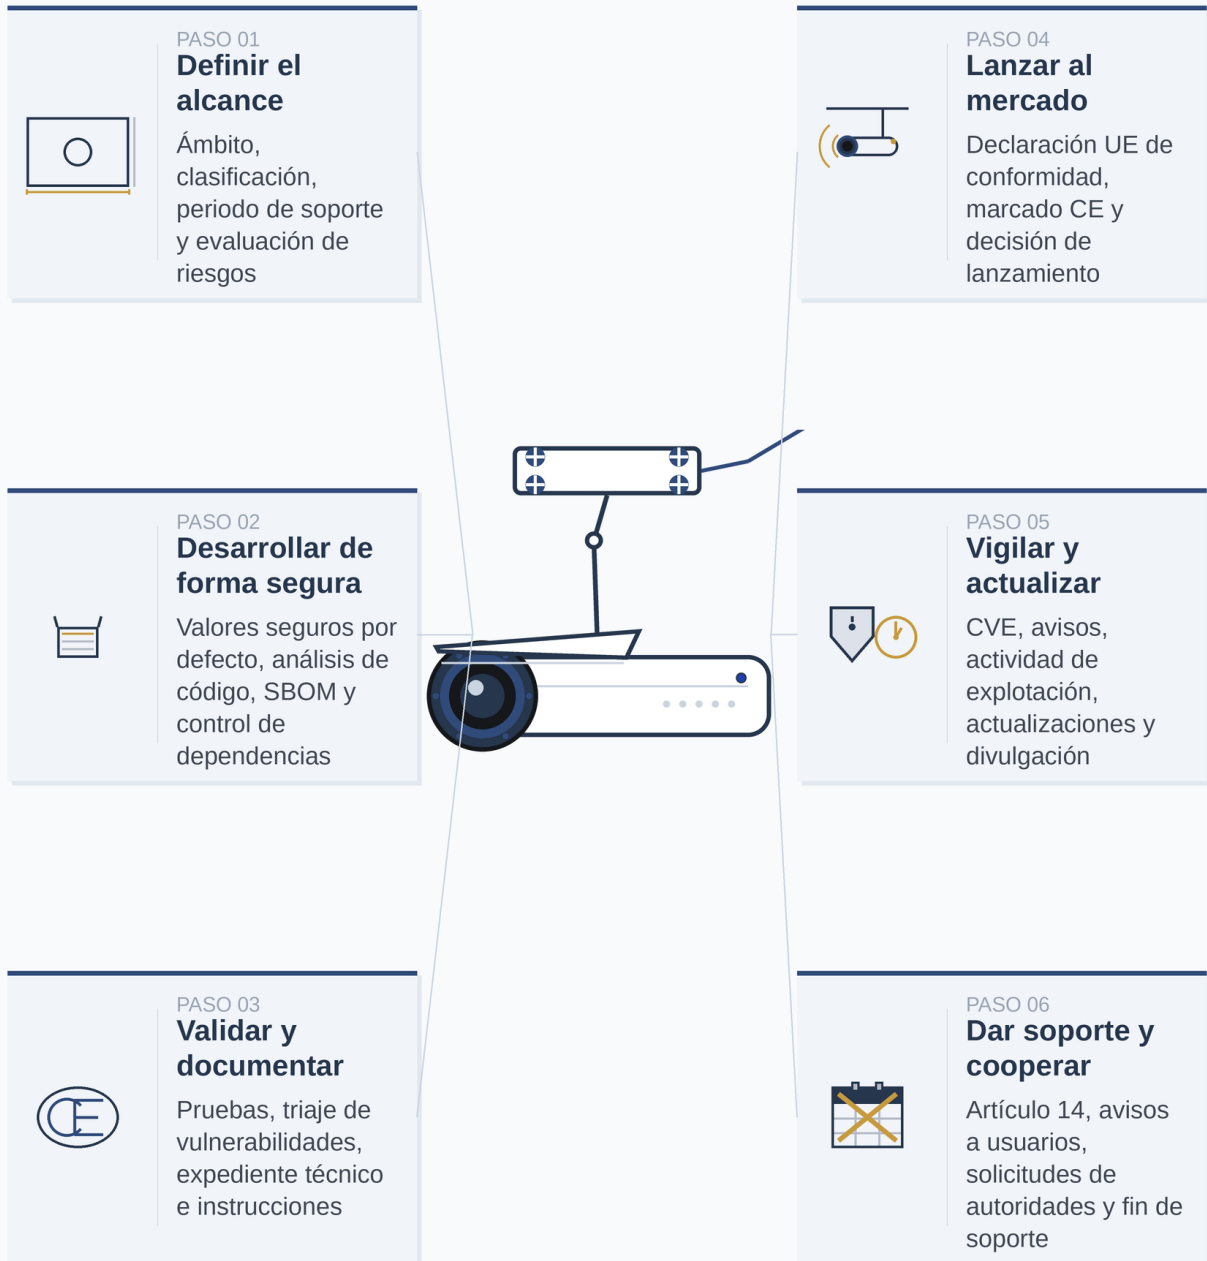 PASO 01
Definir el
alcance
Ámbito,
clasificación,
periodo de soporte
y evaluación de
riesgos
PASO 02
Desarrollar de
forma segura
Valores seguros por
defecto, análisis de
código, SBOM y
control de
dependencias
PASO 03
Validar y
documentar
Pruebas, triaje de
vulnerabilidades,
expediente técnico
e instrucciones
PASO 04
Lanzar al
mercado
Declaración UE de
conformidad,
marcado CE y
decisión de
lanzamiento
PASO 05
Vigilar y
actualizar
CVE, avisos,
actividad de
explotación,
actualizaciones y
divulgación
PASO 06
Dar soporte y
cooperar
Artículo 14, avisos
a usuarios,
solicitudes de
autoridades y fin de
soporte